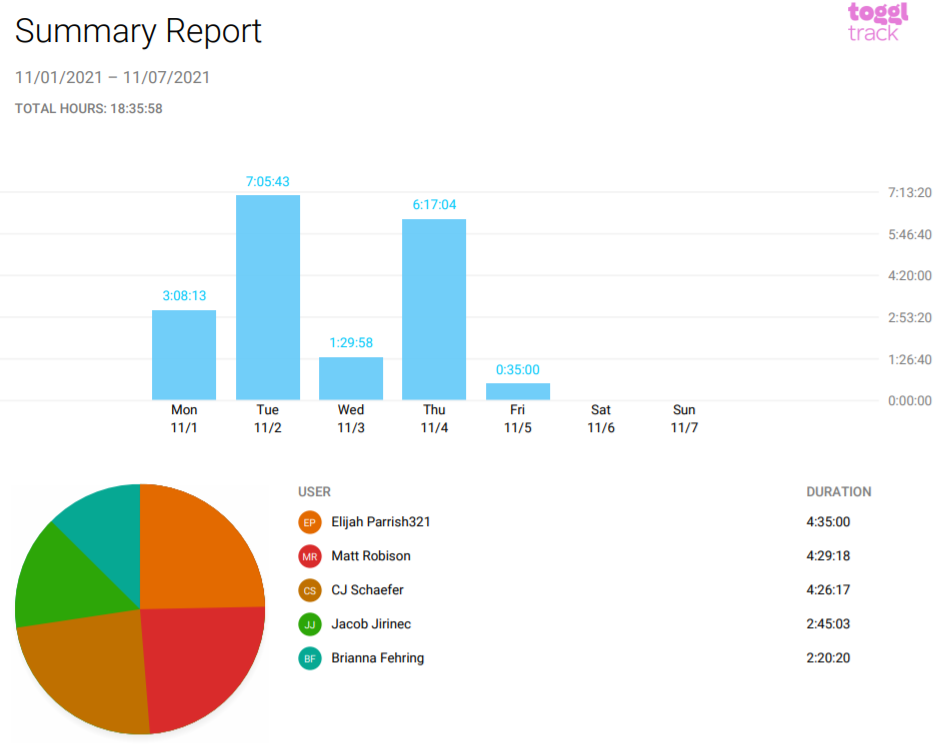 Summary Report
toggl
track
11/01/2021 – 11/07/2021
TOTAL HOURS: 18:35:58
7:05:43
7:13:20
6:17:04
5:46:40
4:20:00
3:08:13
2:53:20
1:29:58
1:26:40
0:35:00
0:00:00
Mon Tue Wed Thu Fri Sat Sun
11/1 11/2 11/3 11/4 11/5 11/6 11/7
USER DURATION
EP Elijah Parrish321 4:35:00
MR Matt Robison 4:29:18
CS CJ Schaefer 4:26:17
JJ Jacob Jirinec 2:45:03
BF Brianna Fehring 2:20:20